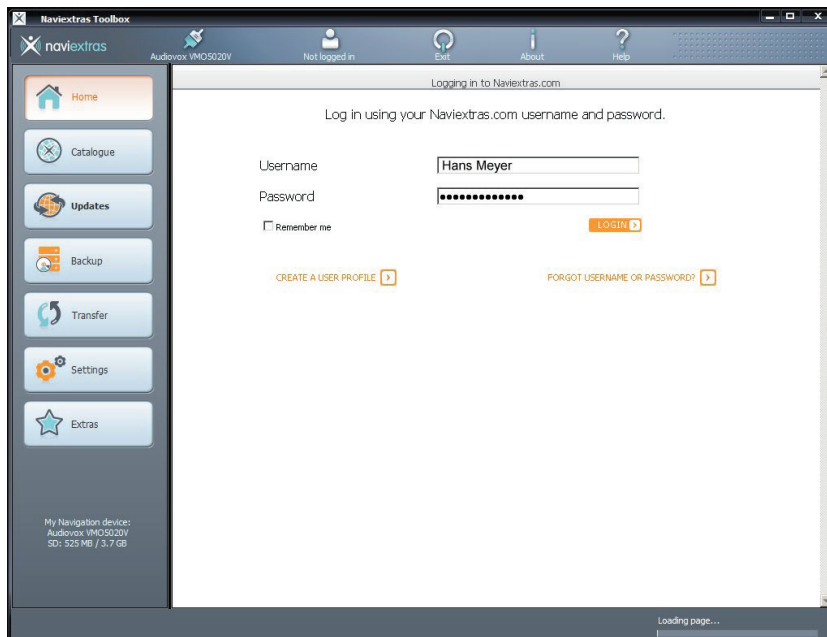 Naviextras Toolbox
naviextras
Audiovox VMO5020V
Not logged in
Exit
About
Help
Home
Catalogue
Updates
Backup
Transfer
Settings
Extras
My Navigation device:
Audiovox VMO5020V
SD: 525 MB / 3.7 GB
Logging in to Naviextras.com
Log in using your Naviextras.com username and password.
Username
Hans Meyer
Password
•••••••••••••
Remember me
LOGIN
CREATE A USER PROFILE
FORGOT USERNAME OR PASSWORD?
Loading page...